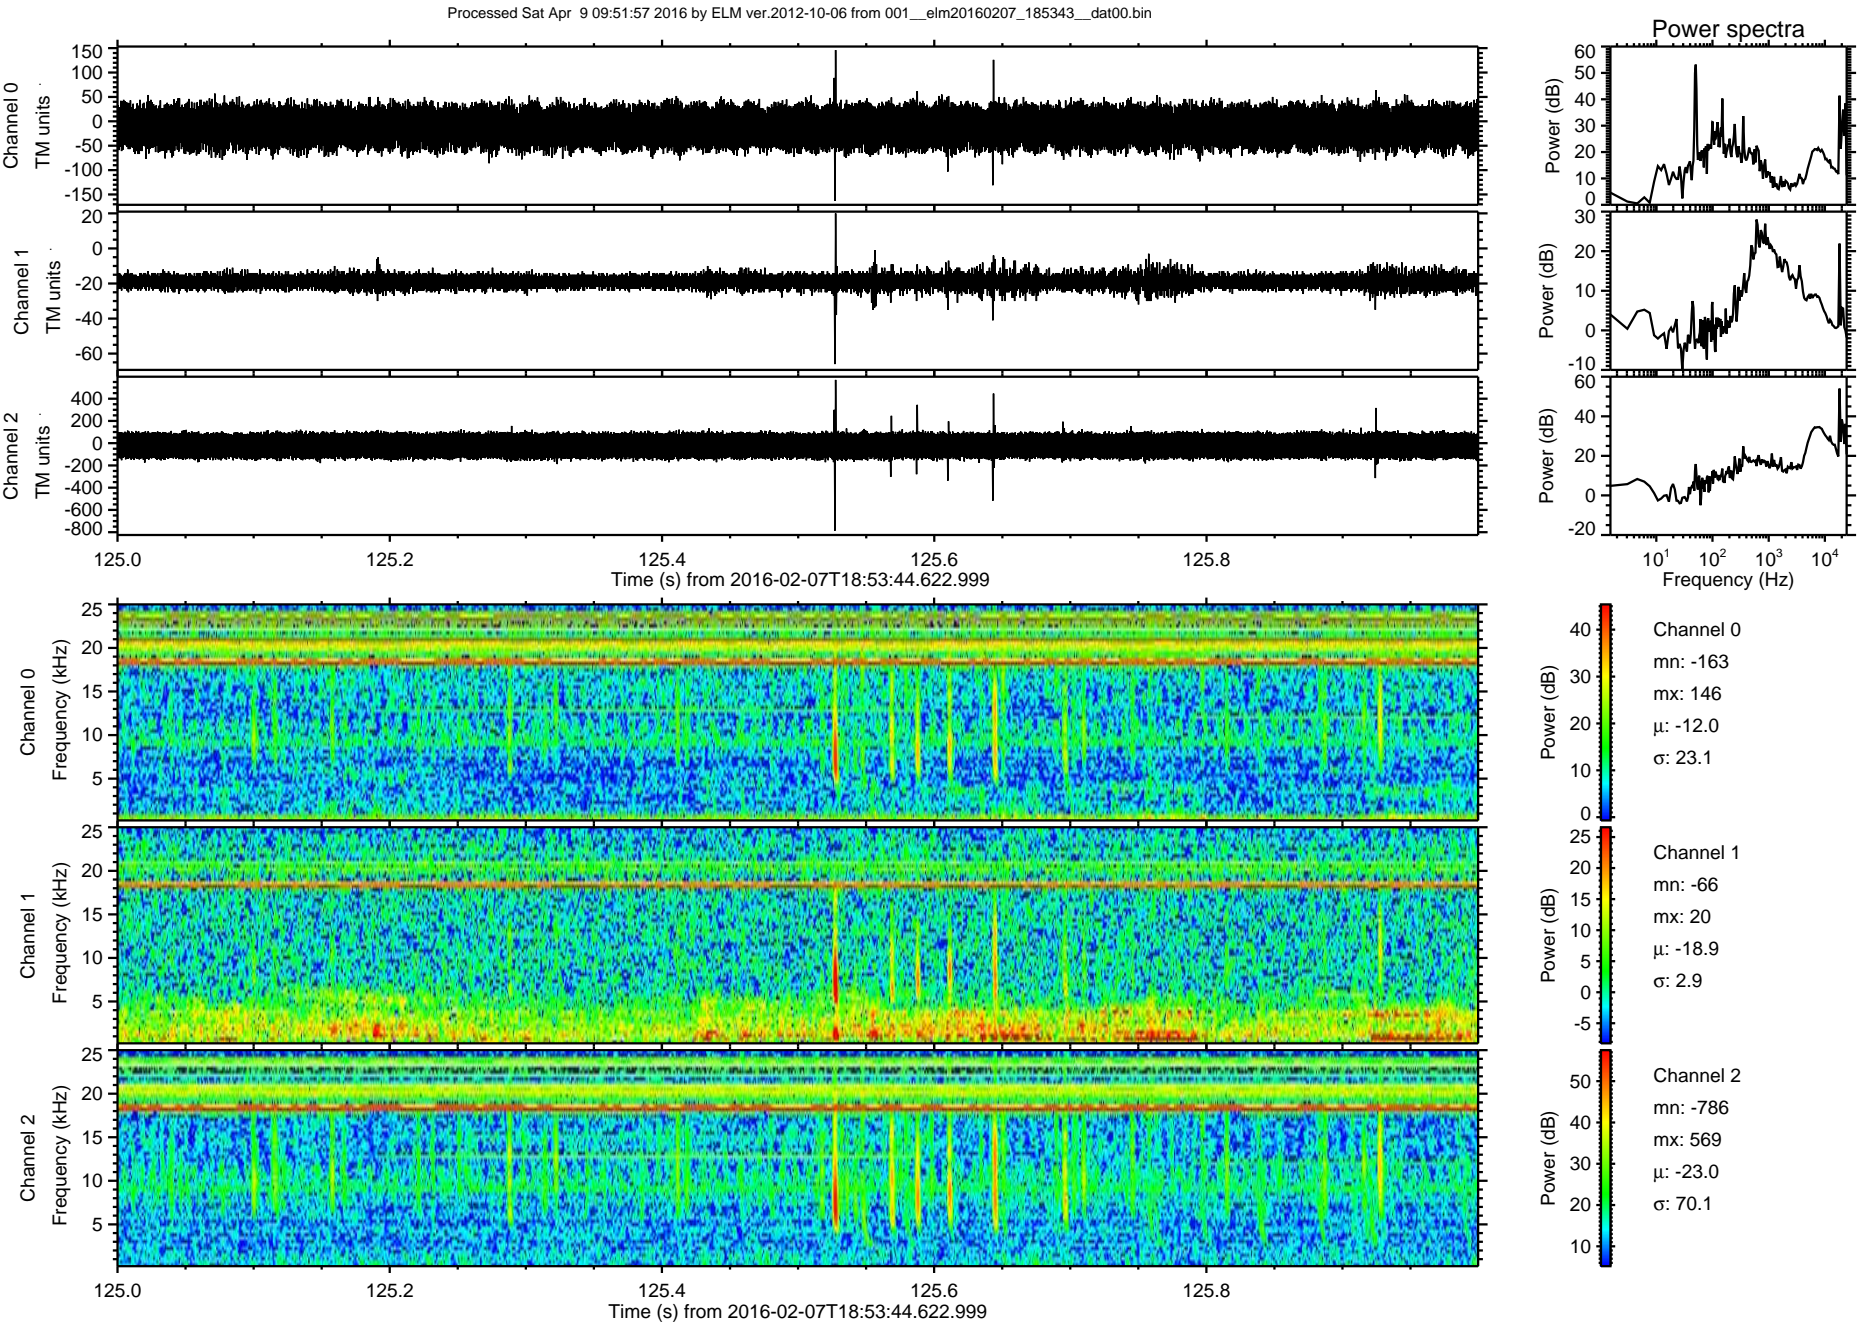 Processed Sat Apr  9 09:51:57 2016 by ELM ver.2012-10-06 from 001__elm20160207_185343__dat00.bin
Power spectra
Channel 0
TM units
150
100
50
0
-50
-100
-150
Power (dB)
60
50
40
30
20
10
0
Channel 1
TM units
20
0
-20
-40
-60
Power (dB)
30
20
10
0
-10
Channel 2
TM units
400
200
0
-200
-400
-600
-800
Power (dB)
60
40
20
0
-20
125.0 125.2 125.4 125.6 125.8
Time (s) from 2016-02-07T18:53:44.622.999
10^1 10^2 10^3 10^4
Frequency (Hz)
Channel 0
Frequency (kHz)
25
20
15
10
5
Power (dB)
40
30
20
10
0
Channel 0
mn: -163
mx: 146
μ: -12.0
σ: 23.1
Channel 1
Frequency (kHz)
25
20
15
10
5
Power (dB)
25
20
15
10
5
0
-5
Channel 1
mn: -66
mx: 20
μ: -18.9
σ: 2.9
Channel 2
Frequency (kHz)
25
20
15
10
5
Power (dB)
50
40
30
20
10
Channel 2
mn: -786
mx: 569
μ: -23.0
σ: 70.1
125.0 125.2 125.4 125.6 125.8
Time (s) from 2016-02-07T18:53:44.622.999